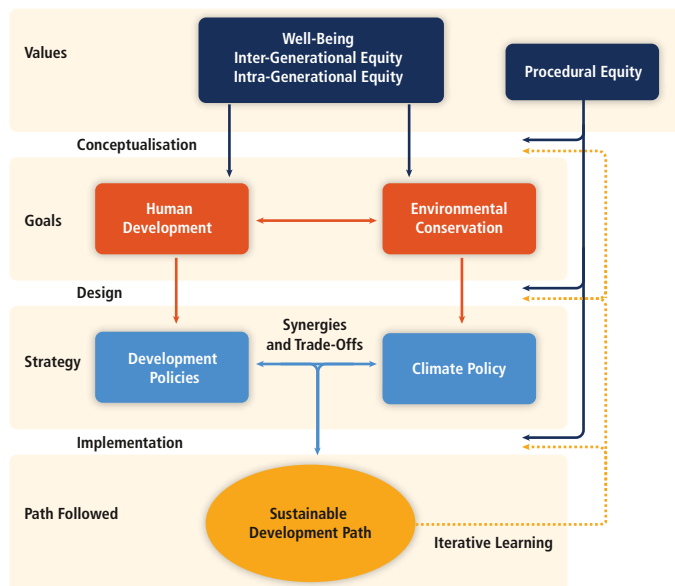 Values
Well-Being
Inter-Generational Equity
Intra-Generational Equity
Procedural Equity
Conceptualisation
Goals
Human
Development
Environmental
Conservation
Design
Strategy
Development
Policies
Synergies
and Trade-Offs
Climate Policy
Implementation
Path Followed
Sustainable
Development Path
Iterative Learning